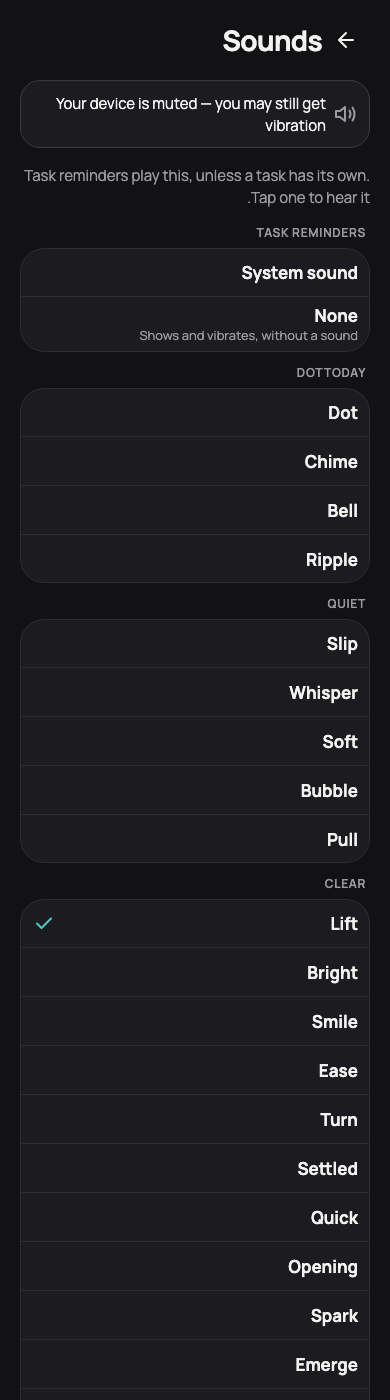 Sounds
Your device is muted — you may still get
vibration
Task reminders play this, unless a task has its own.
.Tap one to hear it
TASK REMINDERS
System sound
None
Shows and vibrates, without a sound
DOTTODAY
Dot
Chime
Bell
Ripple
QUIET
Slip
Whisper
Soft
Bubble
Pull
CLEAR
Lift
Bright
Smile
Ease
Turn
Settled
Quick
Opening
Spark
Emerge